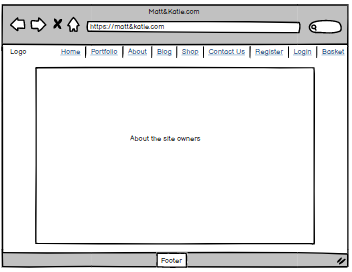 Matt&Katie.com
https://matt&katie.com
Logo Home Portfolio About Blog Shop Contact Us Register Login Basket
About the site owners
Footer